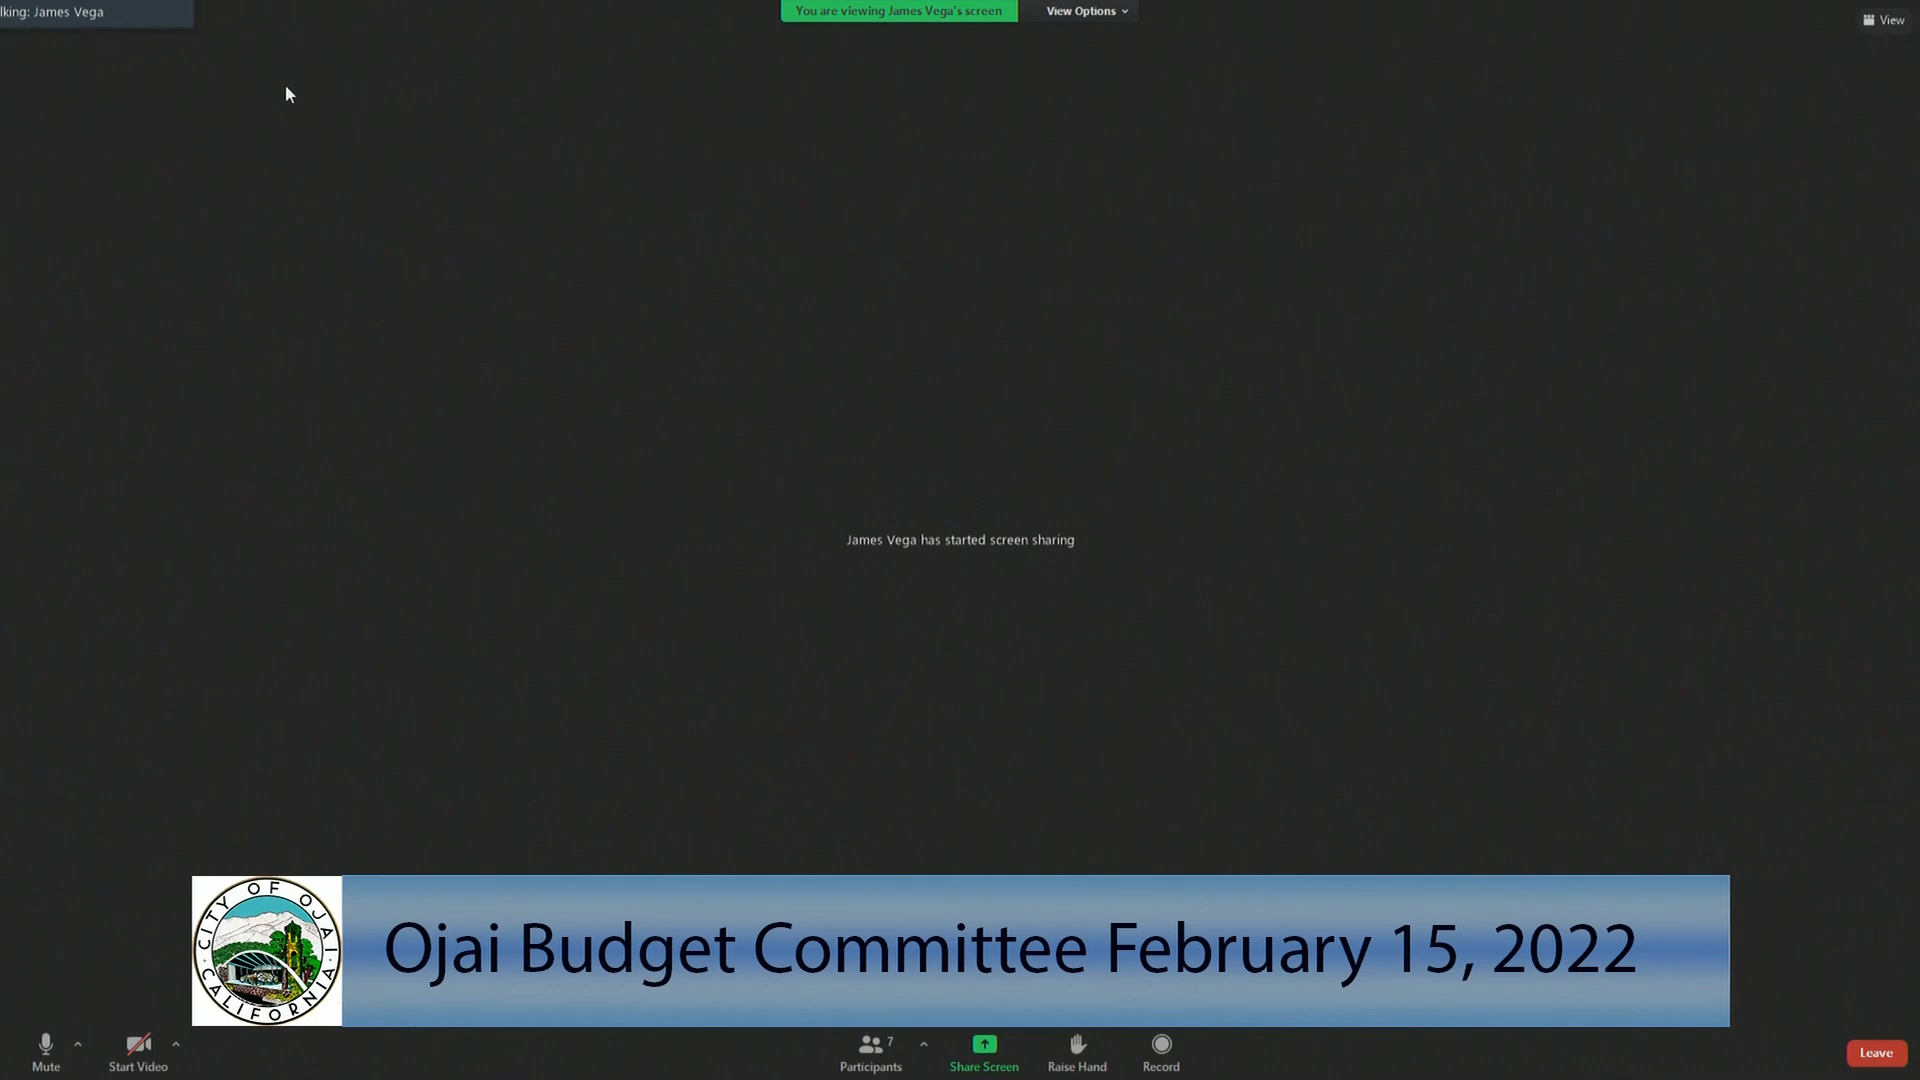 lking: James Vega
You are viewing James Vega's screen
View Options
View
James Vega has started screen sharing
CITY OF OJAI
CALIFORNIA
Ojai Budget Committee February 15, 2022
Mute
Start Video
7
Participants
Share Screen
Raise Hand
Record
Leave